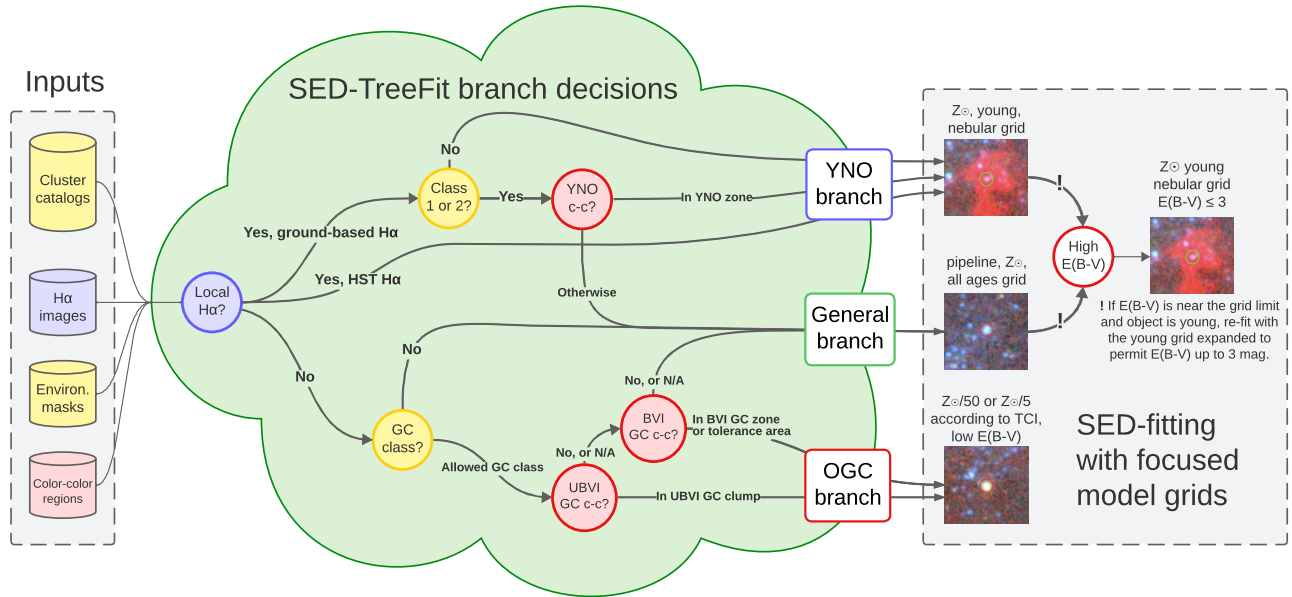 Inputs
Cluster
catalogs
Hα
images
Environ.
masks
Color-color
regions
SED-TreeFit branch decisions
Local
Hα?
Yes, ground-based Hα
Yes, HST Hα
No
Class
1 or 2?
No
Yes
YNO
c-c?
In YNO zone
Otherwise
GC
class?
No
Allowed GC class
UBVI
GC c-c?
No, or N/A
BVI
GC c-c?
No, or N/A
In BVI GC zone
or tolerance area
In UBVI GC clump
YNO
branch
General
branch
OGC
branch
Z☉, young,
nebular grid
pipeline, Z☉,
all ages grid
Z☉/50 or Z☉/5
according to TCI,
low E(B-V)
!
!
High
E(B-V)
Z☉ young
nebular grid
E(B-V) ≤ 3
! If E(B-V) is near the grid limit
and object is young, re-fit with
the young grid expanded to
permit E(B-V) up to 3 mag.
SED-fitting
with focused
model grids